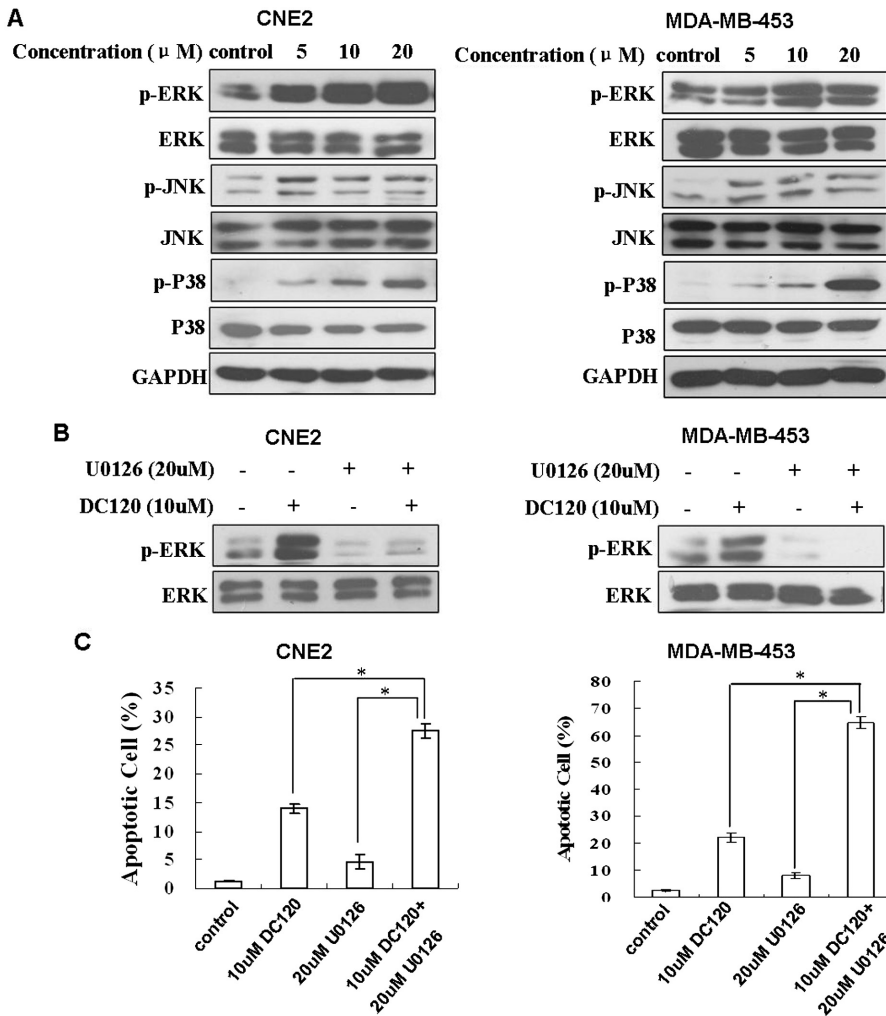 A
CNE2
Concentration (μ M) control 5 10 20
p-ERK
ERK
p-JNK
JNK
p-P38
P38
GAPDH
MDA-MB-453
Concentration (μ M) control 5 10 20
p-ERK
ERK
p-JNK
JNK
p-P38
P38
GAPDH
B
CNE2
U0126 (20uM) - - + +
DC120 (10uM) - + - +
p-ERK
ERK
MDA-MB-453
U0126 (20uM) - - + +
DC120 (10uM) - + - +
p-ERK
ERK
C
CNE2
Apoptotic Cell (%)
35
30
25
20
15
10
5
0
*
*
control
10uM DC120
20uM U0126
10uM DC120+
20uM U0126
MDA-MB-453
Apototic Cell (%)
80
70
60
50
40
30
20
10
0
*
*
control
10uM DC120
20uM U0126
10uM DC120+
20uM U0126